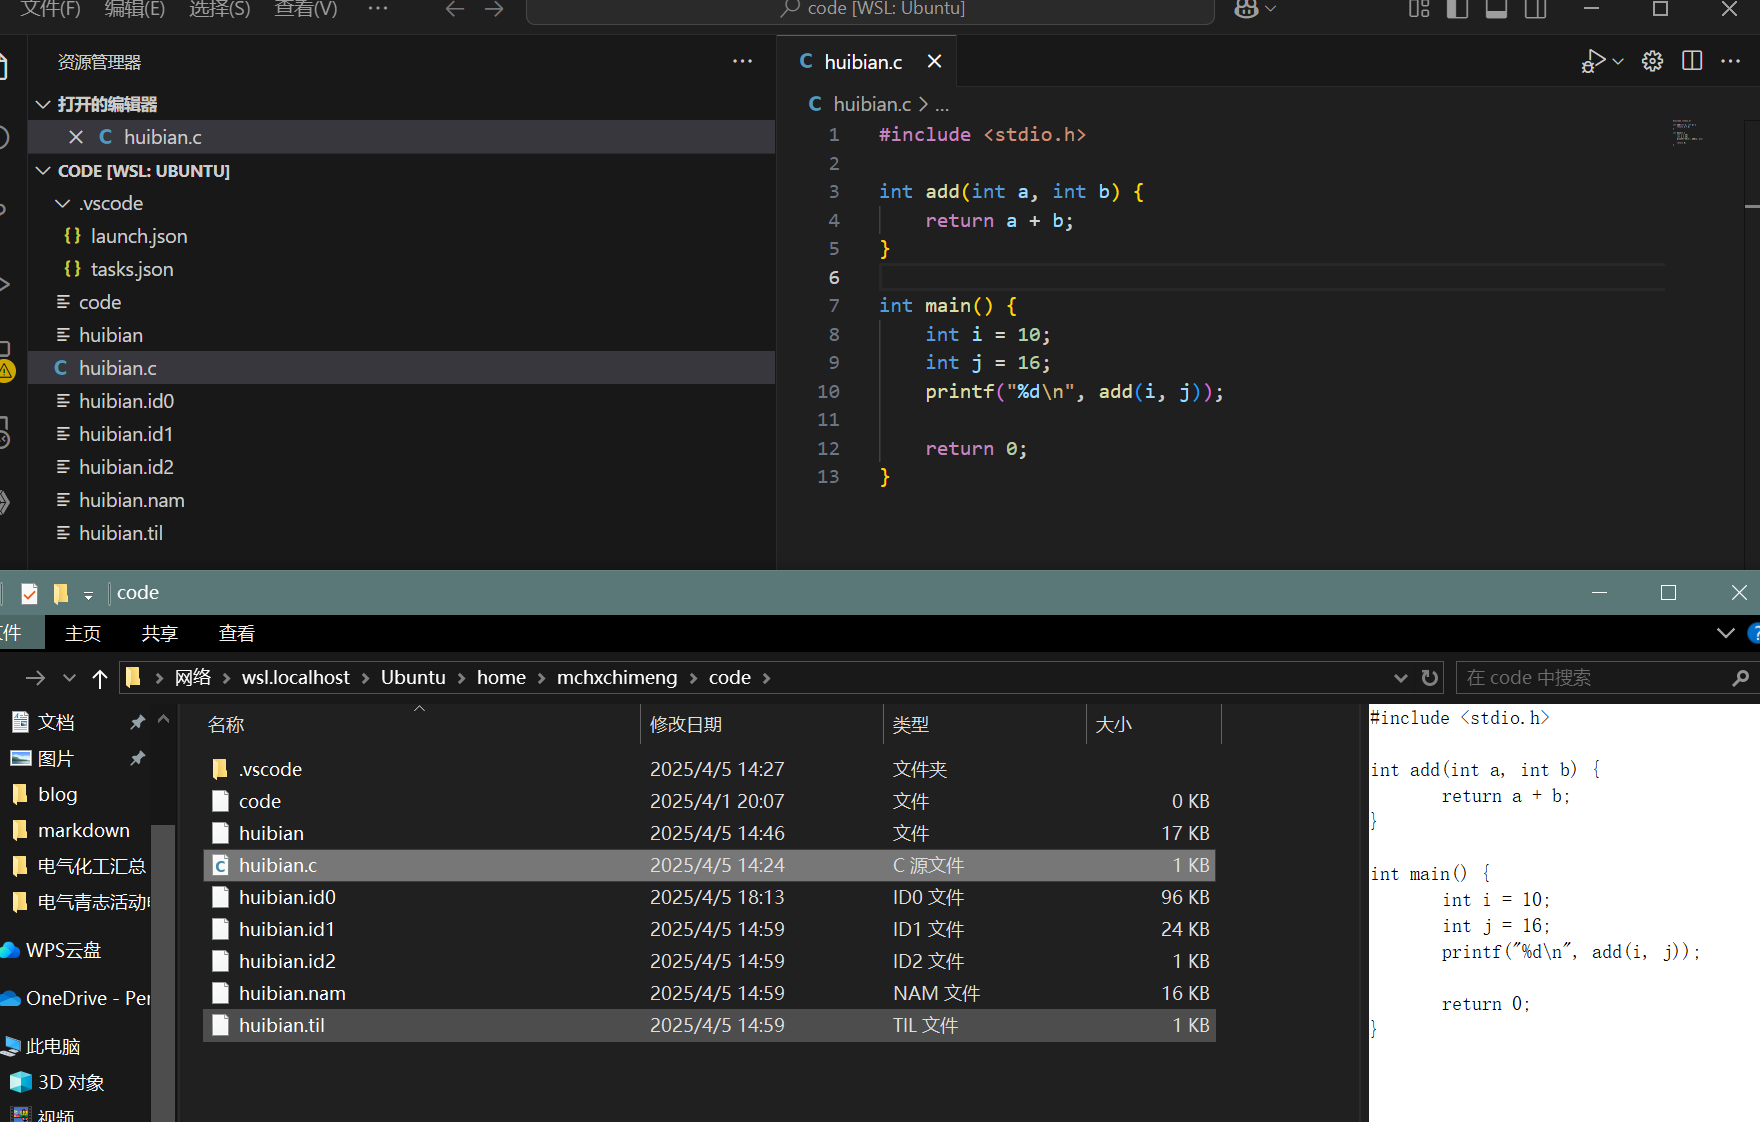 文件(F) 编辑(E) 选择(S) 查看(V) ··· code [WSL: Ubuntu]
资源管理器 ···
打开的编辑器
huibian.c
CODE [WSL: UBUNTU]
.vscode
{} launch.json
{} tasks.json
code
huibian
C huibian.c
huibian.id0
huibian.id1
huibian.id2
huibian.nam
huibian.til
C huibian.c
C huibian.c > ...
1 #include <stdio.h>
2
3 int add(int a, int b) {
4 return a + b;
5 }
6
7 int main() {
8 int i = 10;
9 int j = 16;
10 printf("%d\n", add(i, j));
11
12 return 0;
13 }
code
件 主页 共享 查看
网络 > wsl.localhost > Ubuntu > home > mchxchimeng > code >
在 code 中搜索
文档
图片
blog
markdown
电气化工汇总
电气青志活动
WPS云盘
OneDrive - Per
此电脑
3D 对象
视频
名称 修改日期 类型 大小
.vscode 2025/4/5 14:27 文件夹
code 2025/4/1 20:07 文件 0 KB
huibian 2025/4/5 14:46 文件 17 KB
huibian.c 2025/4/5 14:24 C 源文件 1 KB
huibian.id0 2025/4/5 18:13 ID0 文件 96 KB
huibian.id1 2025/4/5 14:59 ID1 文件 24 KB
huibian.id2 2025/4/5 14:59 ID2 文件 1 KB
huibian.nam 2025/4/5 14:59 NAM 文件 16 KB
huibian.til 2025/4/5 14:59 TIL 文件 1 KB
#include <stdio.h>
int add(int a, int b) {
return a + b;
}
int main() {
int i = 10;
int j = 16;
printf("%d\n", add(i, j));
return 0;
}